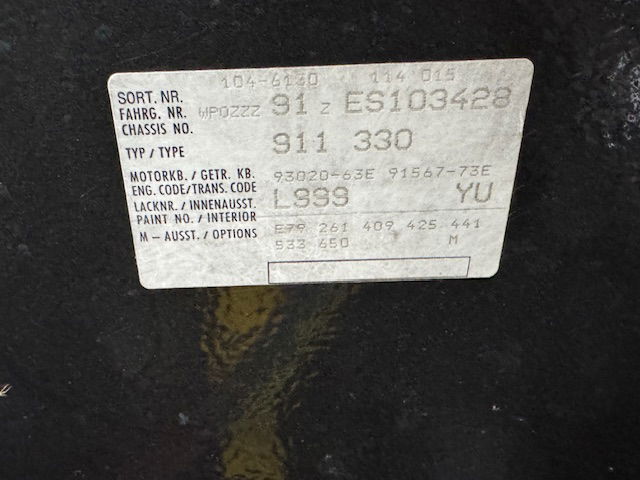 104-6130 114 015
SORT. NR.
FAHRG. NR. WPOZZZ 91 Z ES103428
CHASSIS NO.
TYP / TYPE 911 330
MOTORKB. / GETR. KB. 93020-63E 91567-73E
ENG. CODE/TRANS. CODE
LACKNR. / INNENAUSST. L999 YU
PAINT NO. / INTERIOR
M – AUSST. / OPTIONS E79 261 409 425 441
533 650 M